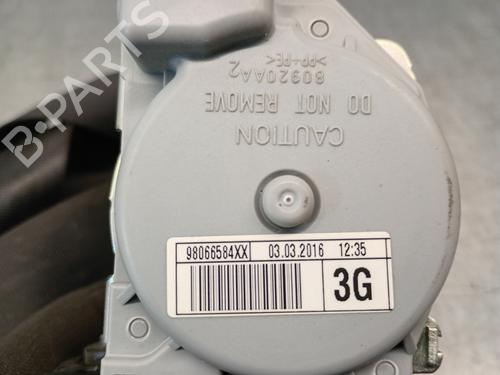 80920AA2
>PP+PE<
DO NOT REMOVE
CAUTION
98066584XX 03.03.2016 12:35
3G
B-Parts